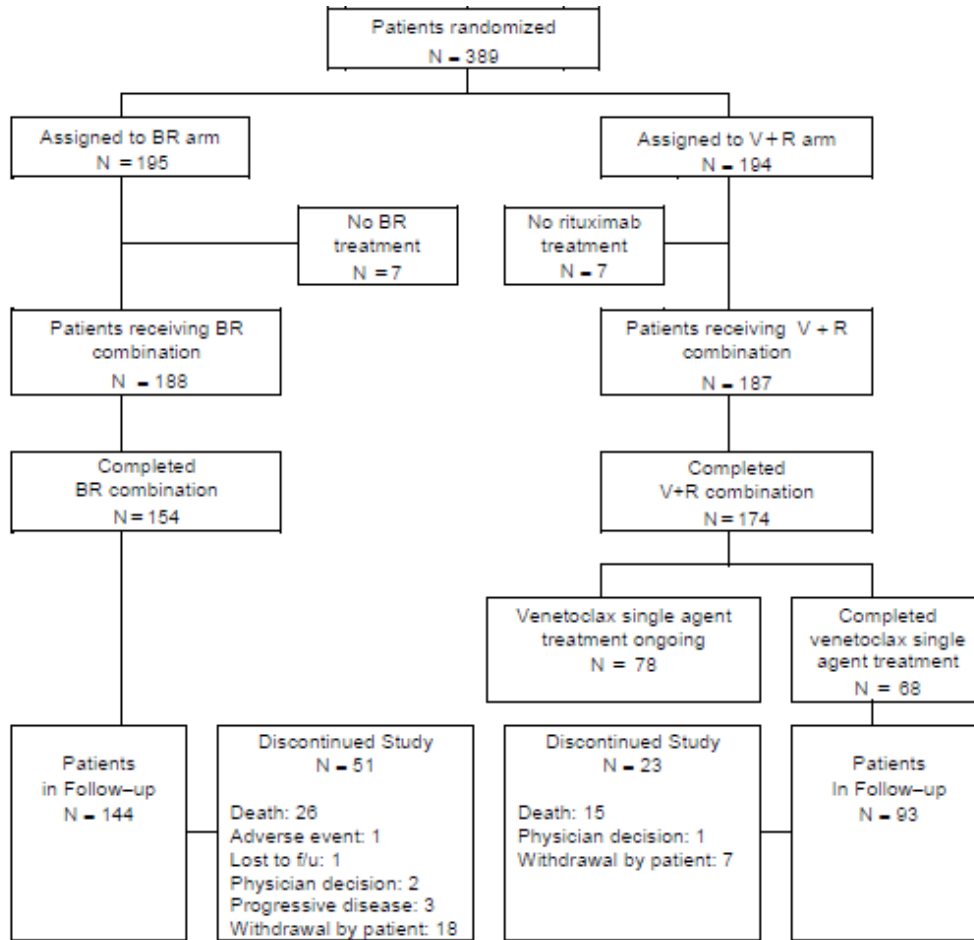 Patients randomized
N = 389
Assigned to BR arm
N = 195
Assigned to V+R arm
N = 194
No BR
treatment
N = 7
No rituximab
treatment
N = 7
Patients receiving BR
combination
N = 188
Patients receiving V + R
combination
N = 187
Completed
BR combination
N=154
Completed
V+R combination
N=174
Venetoclax single agent
treatment ongoing
N = 78
Completed
venetoclax single
agent treatment
N = 68
Patients
in Follow–up
N = 144
Discontinued Study
N = 51
Death: 26
Adverse event: 1
Lost to f/u: 1
Physician decision: 2
Progressive disease: 3
Withdrawal by patient: 18
Discontinued Study
N = 23
Death: 15
Physician decision: 1
Withdrawal by patient: 7
Patients
In Follow–up
N = 93